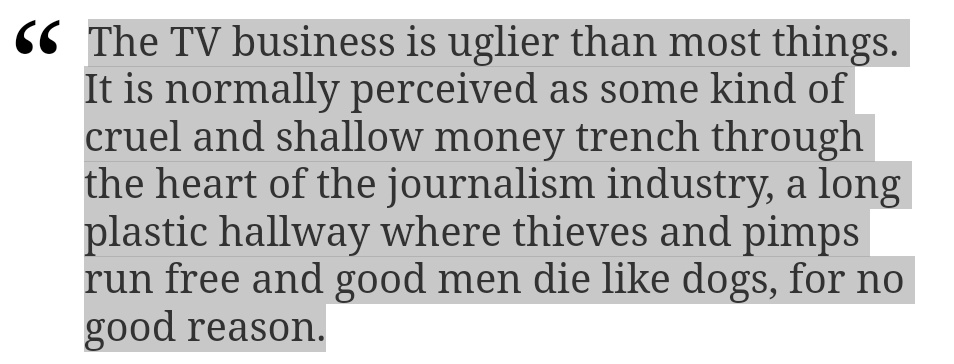 “ The TV business is uglier than most things.
It is normally perceived as some kind of
cruel and shallow money trench through
the heart of the journalism industry, a long
plastic hallway where thieves and pimps
run free and good men die like dogs, for no
good reason.